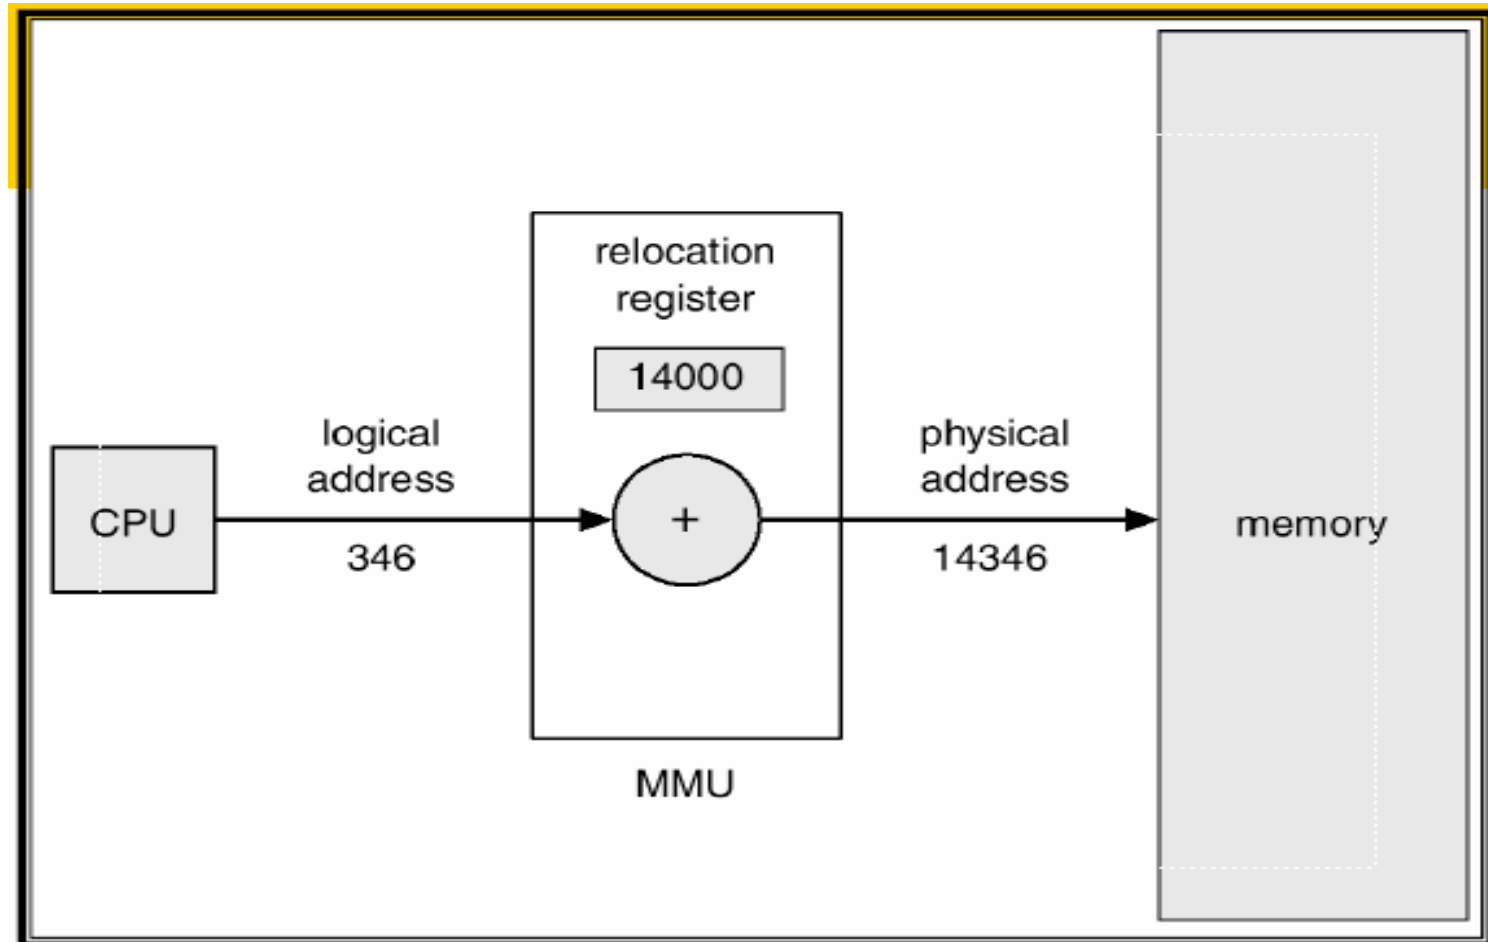 relocation
register
14000
logical
address
346
physical
address
14346
CPU
+
memory
MMU